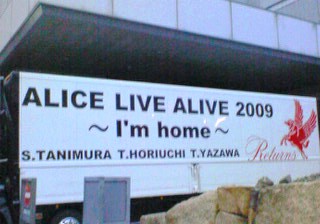 ALICE LIVE ALIVE 2009
～I'm home～
S.TANIMURA T.HORIUCHI T.YAZAWA Returns